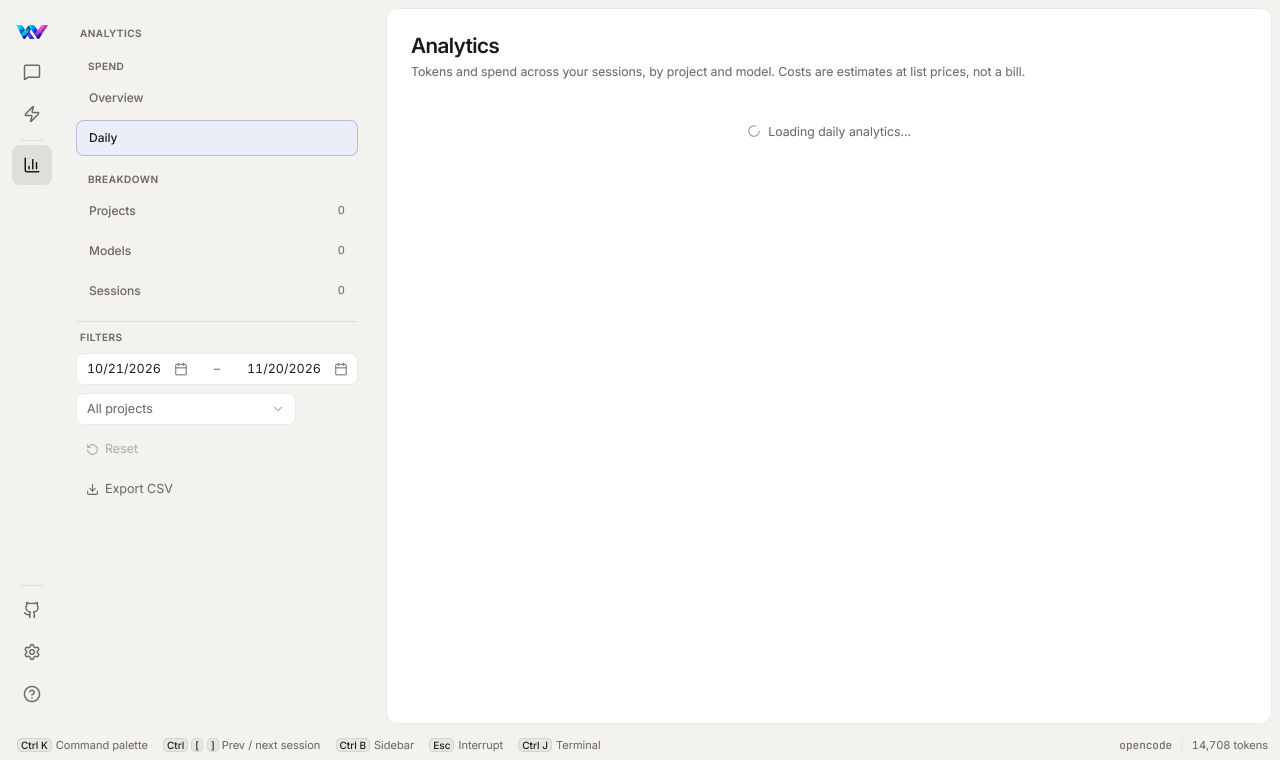 ANALYTICS
SPEND
Overview
Daily
BREAKDOWN
Projects 0
Models 0
Sessions 0
FILTERS
10/21/2026 – 11/20/2026
All projects
Reset
Export CSV
Analytics
Tokens and spend across your sessions, by project and model. Costs are estimates at list prices, not a bill.
Loading daily analytics...
Ctrl K Command palette Ctrl [ ] Prev / next session Ctrl B Sidebar Esc Interrupt Ctrl J Terminal opencode 14,708 tokens